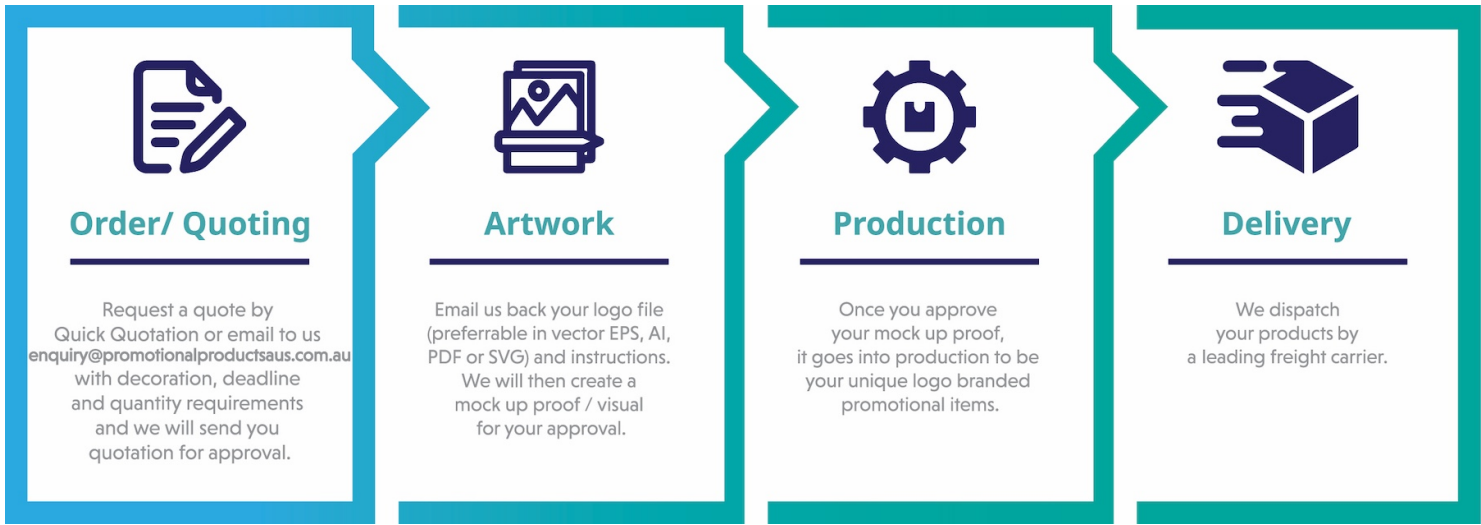 Order/ Quoting
Request a quote by
Quick Quotation or email to us
enquiry@promotionalproductsaus.com.au
with decoration, deadline
and quantity requirements
and we will send you
quotation for approval.
Artwork
Email us back your logo file
(preferrable in vector EPS, AI,
PDF or SVG) and instructions.
We will then create a
mock up proof / visual
for your approval.
Production
Once you approve
your mock up proof,
it goes into production to be
your unique logo branded
promotional items.
Delivery
We dispatch
your products by
a leading freight carrier.